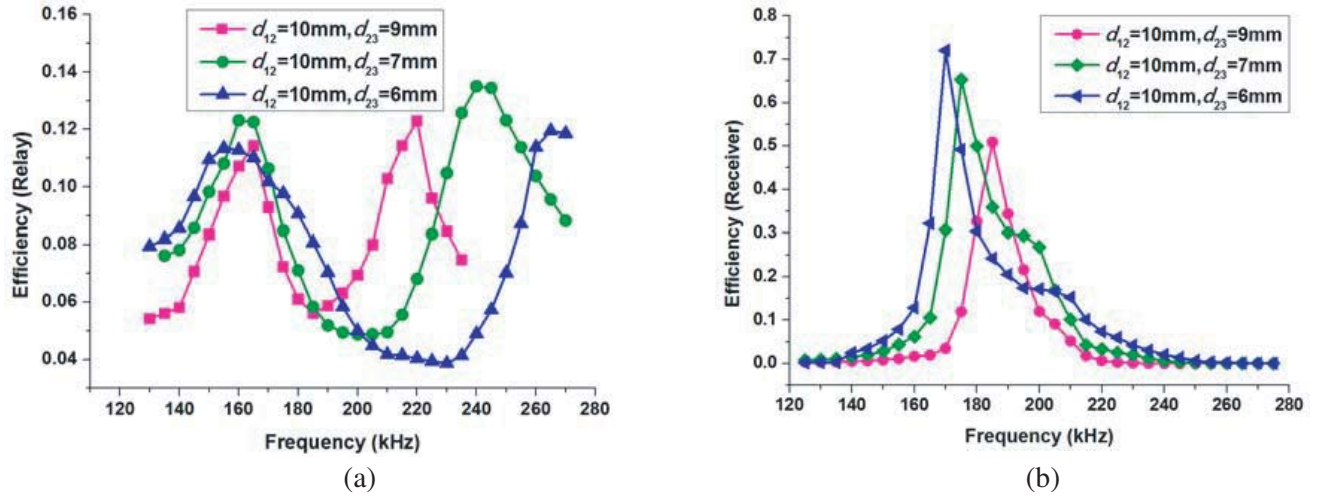 0.16
0.14
0.12
0.10
0.08
0.06
0.04
Efficiency (Relay)
120 140 160 180 200 220 240 260 280
Frequency (kHz)
d12=10mm, d23=9mm
d12=10mm, d23=7mm
d12=10mm, d23=6mm
(a)
0.8
0.7
0.6
0.5
0.4
0.3
0.2
0.1
0.0
Efficiency (Receiver)
120 140 160 180 200 220 240 260 280
Frequency (kHz)
d12=10mm, d23=9mm
d12=10mm, d23=7mm
d12=10mm, d23=6mm
(b)